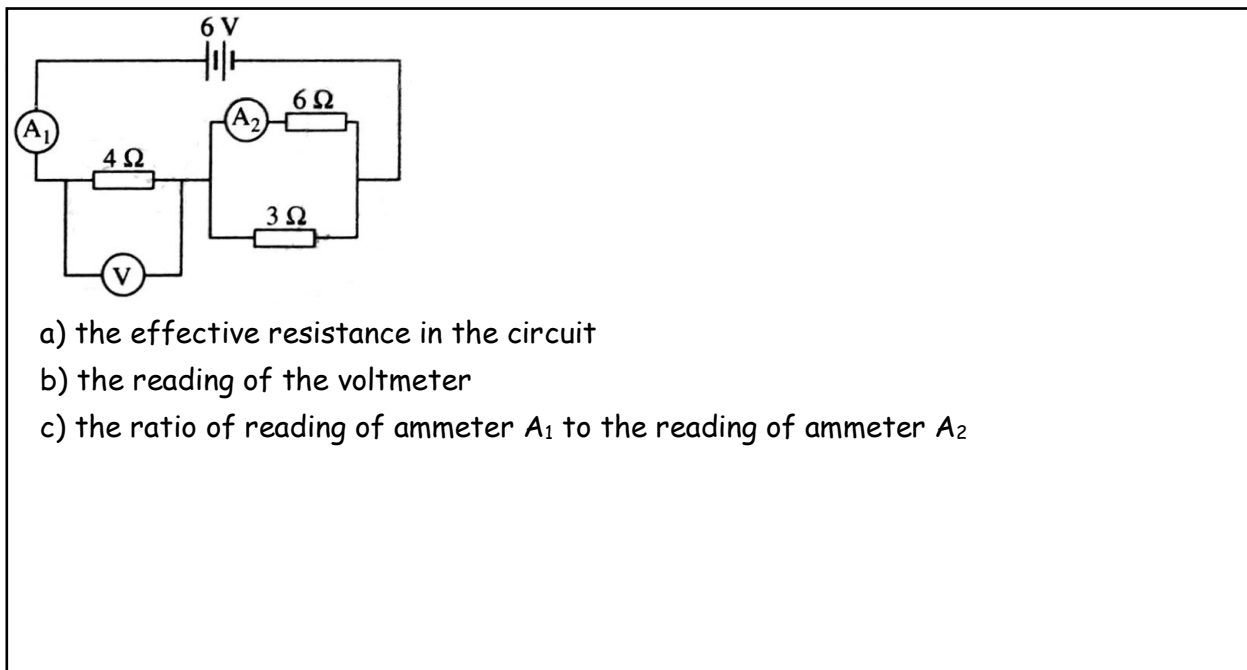 6 V
A1
A2
6 Ω
4 Ω
3 Ω
V
a) the effective resistance in the circuit
b) the reading of the voltmeter
c) the ratio of reading of ammeter A₁ to the reading of ammeter A₂